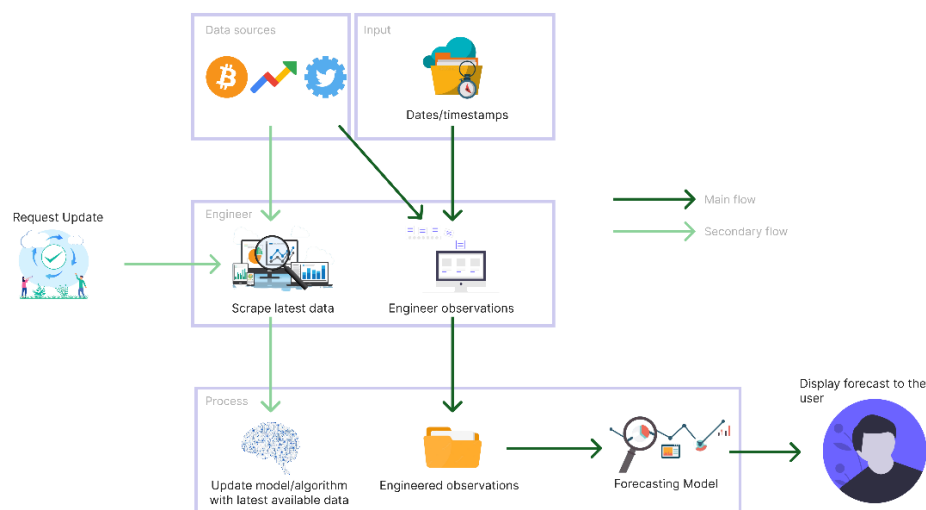 Data sources
Input
Dates/timestamps
Main flow
Secondary flow
Request Update
Engineer
Scrape latest data
Engineer observations
Process
Update model/algorithm
with latest available data
Engineered observations
Forecasting Model
Display forecast to the
user